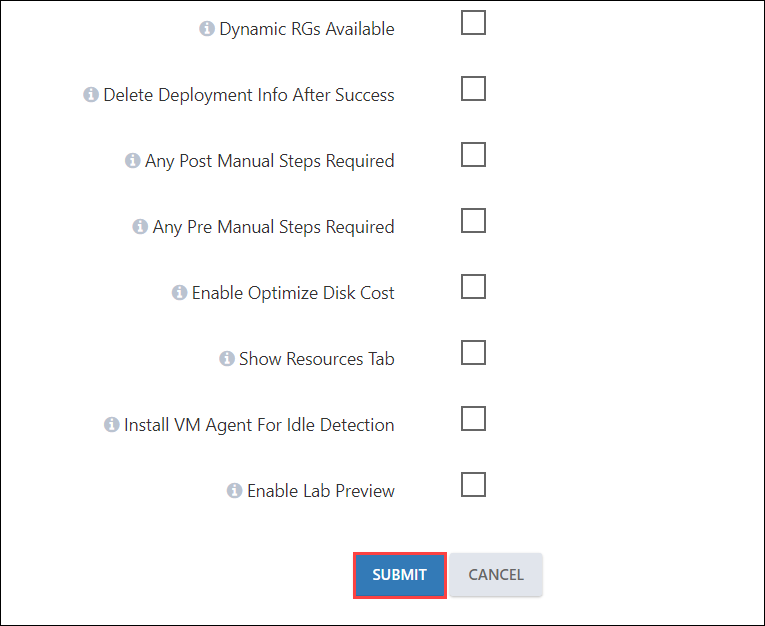 Dynamic RGs Available
Delete Deployment Info After Success
Any Post Manual Steps Required
Any Pre Manual Steps Required
Enable Optimize Disk Cost
Show Resources Tab
Install VM Agent For Idle Detection
Enable Lab Preview
SUBMIT CANCEL